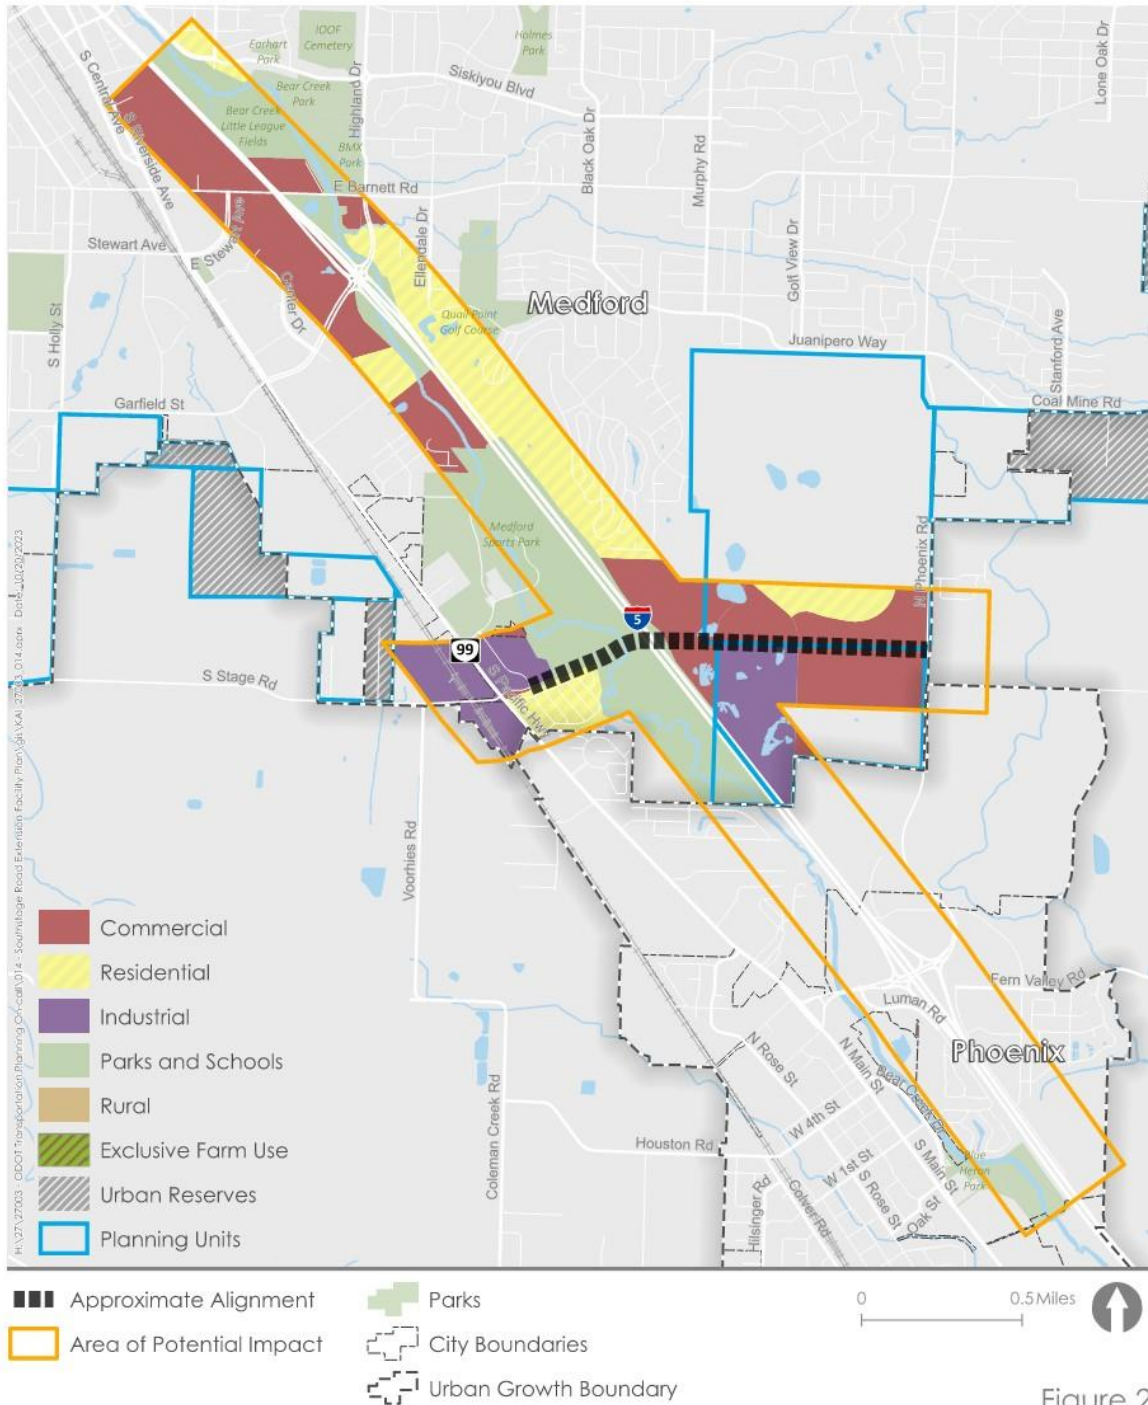 Earhart
Park
IOOF
Cemetery
Holmes
Park
Lone Oak Dr
S Central Ave
Siskiyou Blvd
Highland Dr
Bear Creek
Park
Bear Creek
Little League
Fields
BMX
Park
Black Oak Dr
Murphy Rd
S Riverside Ave
E Barnett Rd
Stewart Ave
E Stewart Ave
Ellendale Dr
Golf View Dr
Center Dr
Medford
Quail Point
Golf Course
S Holly St
Juanipero Way
Stanford Ave
Coal Mine Rd
Garfield St
Medford
Sports Park
N Phoenix Rd
5
99
S Stage Rd
S Pacific Hwy
Voorhies Rd
Fern Valley Rd
Luman Rd
Phoenix
N Rose St
N Main St
Bear Creek Dr
W 4th St
Coleman Creek Rd
Houston Rd
W 1st St
S Main St
Blue
Heron
Park
S Rose St
Oak St
Hilsinger Rd
Colver Rd
Commercial
Residential
Industrial
Parks and Schools
Rural
Exclusive Farm Use
Urban Reserves
Planning Units
Approximate Alignment
Area of Potential Impact
Parks
City Boundaries
Urban Growth Boundary
0 0.5 Miles
Figure 2